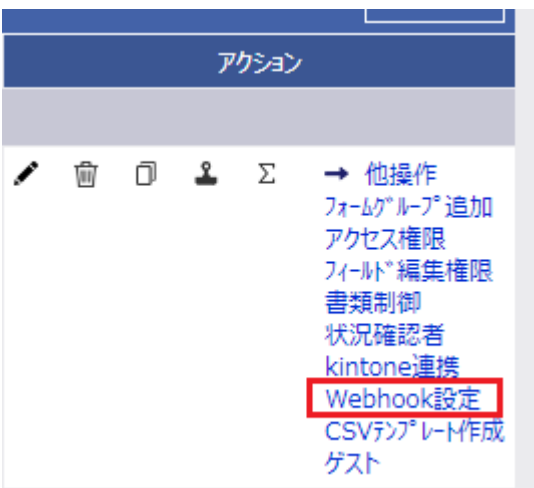 アクション
Σ → 他操作
ﾌｫｰﾑｸﾞﾙｰﾌﾟ追加
アクセス権限
ﾌｨｰﾙﾄﾞ編集権限
書類制御
状況確認者
kintone連携
Webhook設定
CSVﾃﾝﾌﾟﾚｰﾄ作成
ゲスト